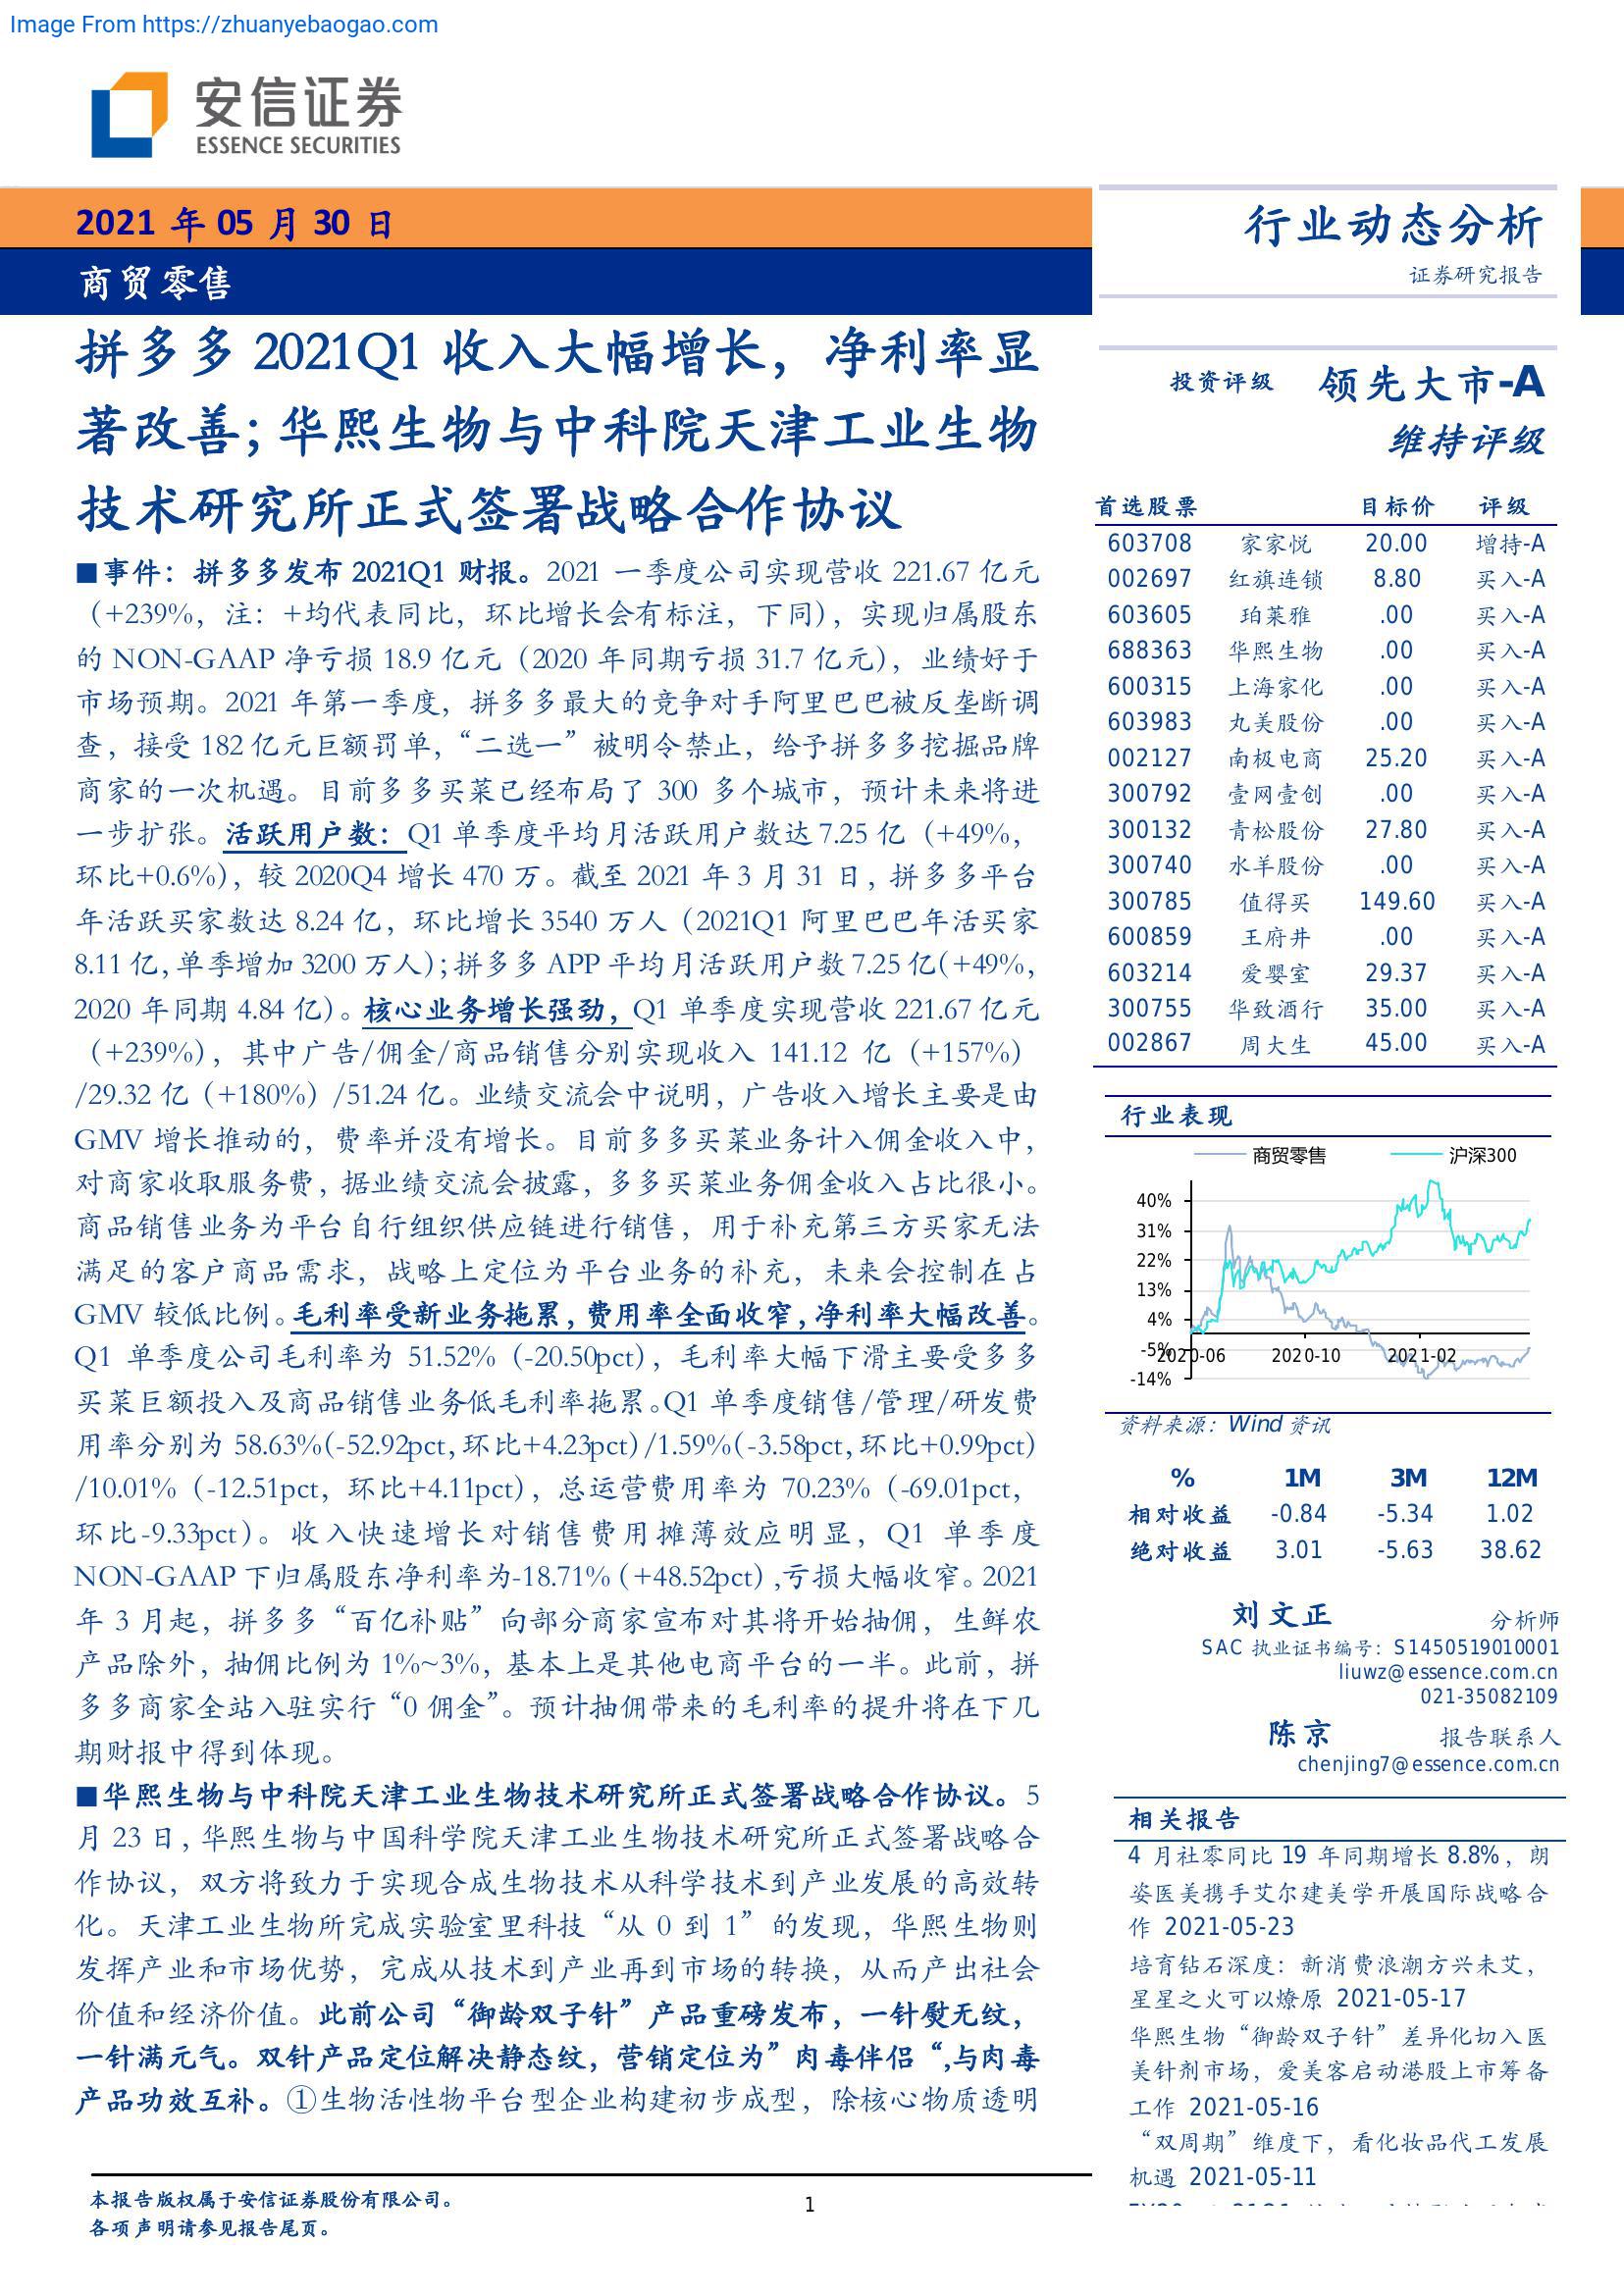 Image From https://zhuanyebaogao.com
安信证券
ESSENCE SECURITIES
2021 年 05 月 30 日
商贸零售
行业动态分析
证券研究报告
拼多多 2021Q1 收入大幅增长，净利率显
著改善；华熙生物与中科院天津工业生物
技术研究所正式签署战略合作协议
■事件：拼多多发布 2021Q1 财报。2021 一季度公司实现营收 221.67 亿元
（+239%，注：+均代表同比，环比增长会有标注，下同），实现归属股东
的 NON-GAAP 净亏损 18.9 亿元（2020 年同期亏损 31.7 亿元），业绩好于
市场预期。2021 年第一季度，拼多多最大的竞争对手阿里巴巴被反垄断调
查，接受 182 亿元巨额罚单，“二选一”被明令禁止，给予拼多多挖掘品牌
商家的一次机遇。目前多多买菜已经布局了 300 多个城市，预计未来将进
一步扩张。活跃用户数：Q1 单季度平均月活跃用户数达 7.25 亿（+49%，
环比+0.6%），较 2020Q4 增长 470 万。截至 2021 年 3 月 31 日，拼多多平台
年活跃买家数达 8.24 亿，环比增长 3540 万人（2021Q1 阿里巴巴年活买家
8.11 亿，单季增加 3200 万人）；拼多多 APP 平均月活跃用户数 7.25 亿（+49%，
2020 年同期 4.84 亿）。核心业务增长强劲，Q1 单季度实现营收 221.67 亿元
（+239%），其中广告/佣金/商品销售分别实现收入 141.12 亿（+157%）
/29.32 亿（+180%）/51.24 亿。业绩交流会中说明，广告收入增长主要是由
GMV 增长推动的，费率并没有增长。目前多多买菜业务计入佣金收入中，
对商家收取服务费，据业绩交流会披露，多多买菜业务佣金收入占比很小。
商品销售业务为平台自行组织供应链进行销售，用于补充第三方买家无法
满足的客户商品需求，战略上定位为平台业务的补充，未来会控制在占
GMV 较低比例。毛利率受新业务拖累，费用率全面收窄，净利率大幅改善。
Q1 单季度公司毛利率为 51.52%（-20.50pct），毛利率大幅下滑主要受多多
买菜巨额投入及商品销售业务低毛利率拖累。Q1 单季度销售/管理/研发费
用率分别为 58.63%（-52.92pct，环比+4.23pct）/1.59%（-3.58pct，环比+0.99pct）
/10.01%（-12.51pct，环比+4.11pct），总运营费用率为 70.23%（-69.01pct，
环比-9.33pct）。收入快速增长对销售费用摊薄效应明显，Q1 单季度
NON-GAAP 下归属股东净利率为-18.71%（+48.52pct）,亏损大幅收窄。2021
年 3 月起，拼多多“百亿补贴”向部分商家宣布对其将开始抽佣，生鲜农
产品除外，抽佣比例为 1%~3%，基本上是其他电商平台的一半。此前，拼
多多商家全站入驻实行“0 佣金”。预计抽佣带来的毛利率的提升将在下几
期财报中得到体现。
■华熙生物与中科院天津工业生物技术研究所正式签署战略合作协议。5
月 23 日，华熙生物与中国科学院天津工业生物技术研究所正式签署战略合
作协议，双方将致力于实现合成生物技术从科学技术到产业发展的高效转
化。天津工业生物所完成实验室里科技“从 0 到 1”的发现，华熙生物则
发挥产业和市场优势，完成从技术到产业再到市场的转换，从而产出社会
价值和经济价值。此前公司“御龄双子针”产品重磅发布，一针熨无纹，
一针满元气。双针产品定位解决静态纹，营销定位为”肉毒伴侣“,与肉毒
产品功效互补。①生物活性物平台型企业构建初步成型，除核心物质透明
投资评级 领先大市-A
维持评级
首选股票 目标价 评级
603708 家家悦 20.00 增持-A
002697 红旗连锁 8.80 买入-A
603605 珀莱雅 .00 买入-A
688363 华熙生物 .00 买入-A
600315 上海家化 .00 买入-A
603983 丸美股份 .00 买入-A
002127 南极电商 25.20 买入-A
300792 壹网壹创 .00 买入-A
300132 青松股份 27.80 买入-A
300740 水羊股份 .00 买入-A
300785 值得买 149.60 买入-A
600859 王府井 .00 买入-A
603214 爱婴室 29.37 买入-A
300755 华致酒行 35.00 买入-A
002867 周大生 45.00 买入-A
行业表现
商贸零售 沪深300
40%
31%
22%
13%
4%
-5%
-14%
2020-06 2020-10 2021-02
资料来源：Wind 资讯
% 1M 3M 12M
相对收益 -0.84 -5.34 1.02
绝对收益 3.01 -5.63 38.62
刘文正 分析师
SAC 执业证书编号：S1450519010001
liuwz@essence.com.cn
021-35082109
陈京 报告联系人
chenjing7@essence.com.cn
相关报告
4 月社零同比 19 年同期增长 8.8%，朗
姿医美携手艾尔建美学开展国际战略合
作 2021-05-23
培育钻石深度：新消费浪潮方兴未艾，
星星之火可以燎原 2021-05-17
华熙生物“御龄双子针”差异化切入医
美针剂市场，爱美客启动港股上市筹备
工作 2021-05-16
“双周期”维度下，看化妆品代工发展
机遇 2021-05-11
本报告版权属于安信证券股份有限公司。
各项声明请参见报告尾页。
1